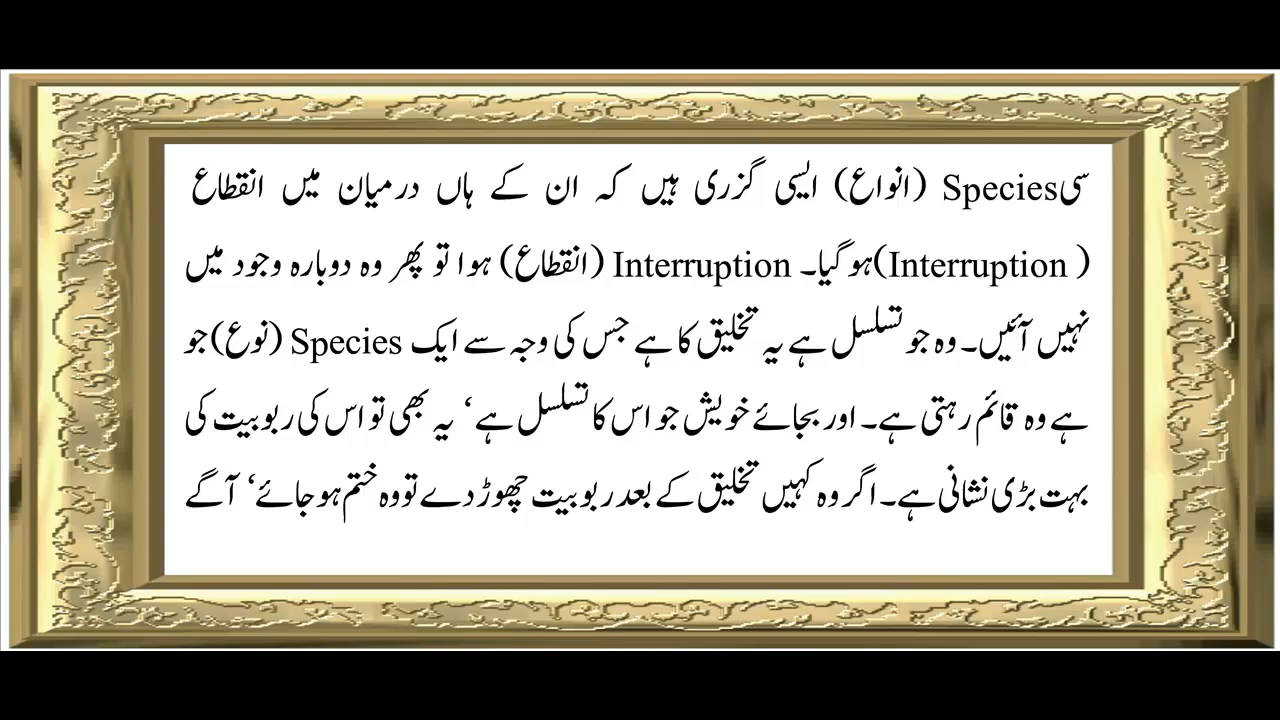 سیSpecies (انواع) ایسی گزری ہیں کہ ان کے ہاں درمیان میں انقطاع
(Interruption )ہوگیا۔ Interruption (انقطاع) ہوا تو پھر وہ دوبارہ وجود میں
نہیں آئیں۔ وہ جو تسلسل ہے یہ تخلیق کا ہے جس کی وجہ سے ایک Species (نوع)جو
ہے وہ قائم رہتی ہے۔ اور بجائے خویش جو اس کا تسلسل ہے‘ یہ بھی تو اس کی ربوبیت کی
بہت بڑی نشانی ہے۔ اگر وہ کہیں تخلیق کے بعد ربوبیت چھوڑ دے تو وہ ختم ہوجائے‘ آگے